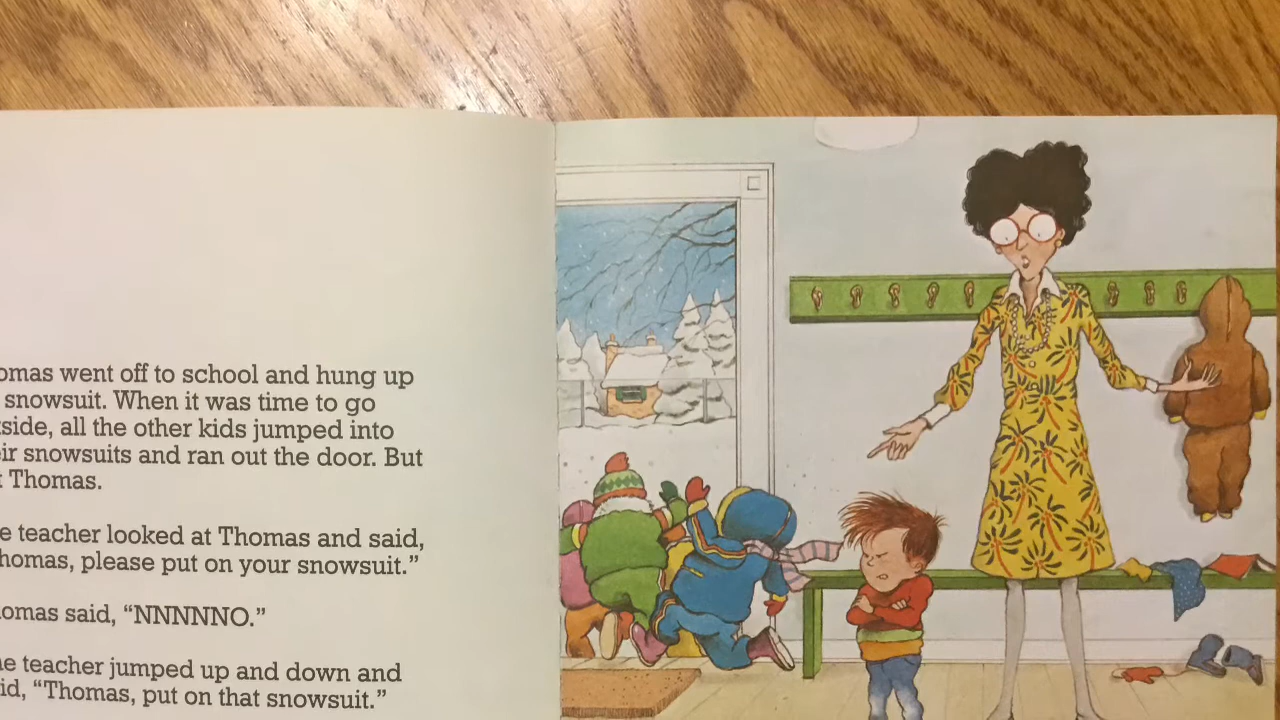 omas went off to school and hung up
snowsuit. When it was time to go
side, all the other kids jumped into
ir snowsuits and ran out the door. But
Thomas.
e teacher looked at Thomas and said,
homas, please put on your snowsuit.”
omas said, “NNNNNO.”
e teacher jumped up and down and
id, “Thomas, put on that snowsuit.”